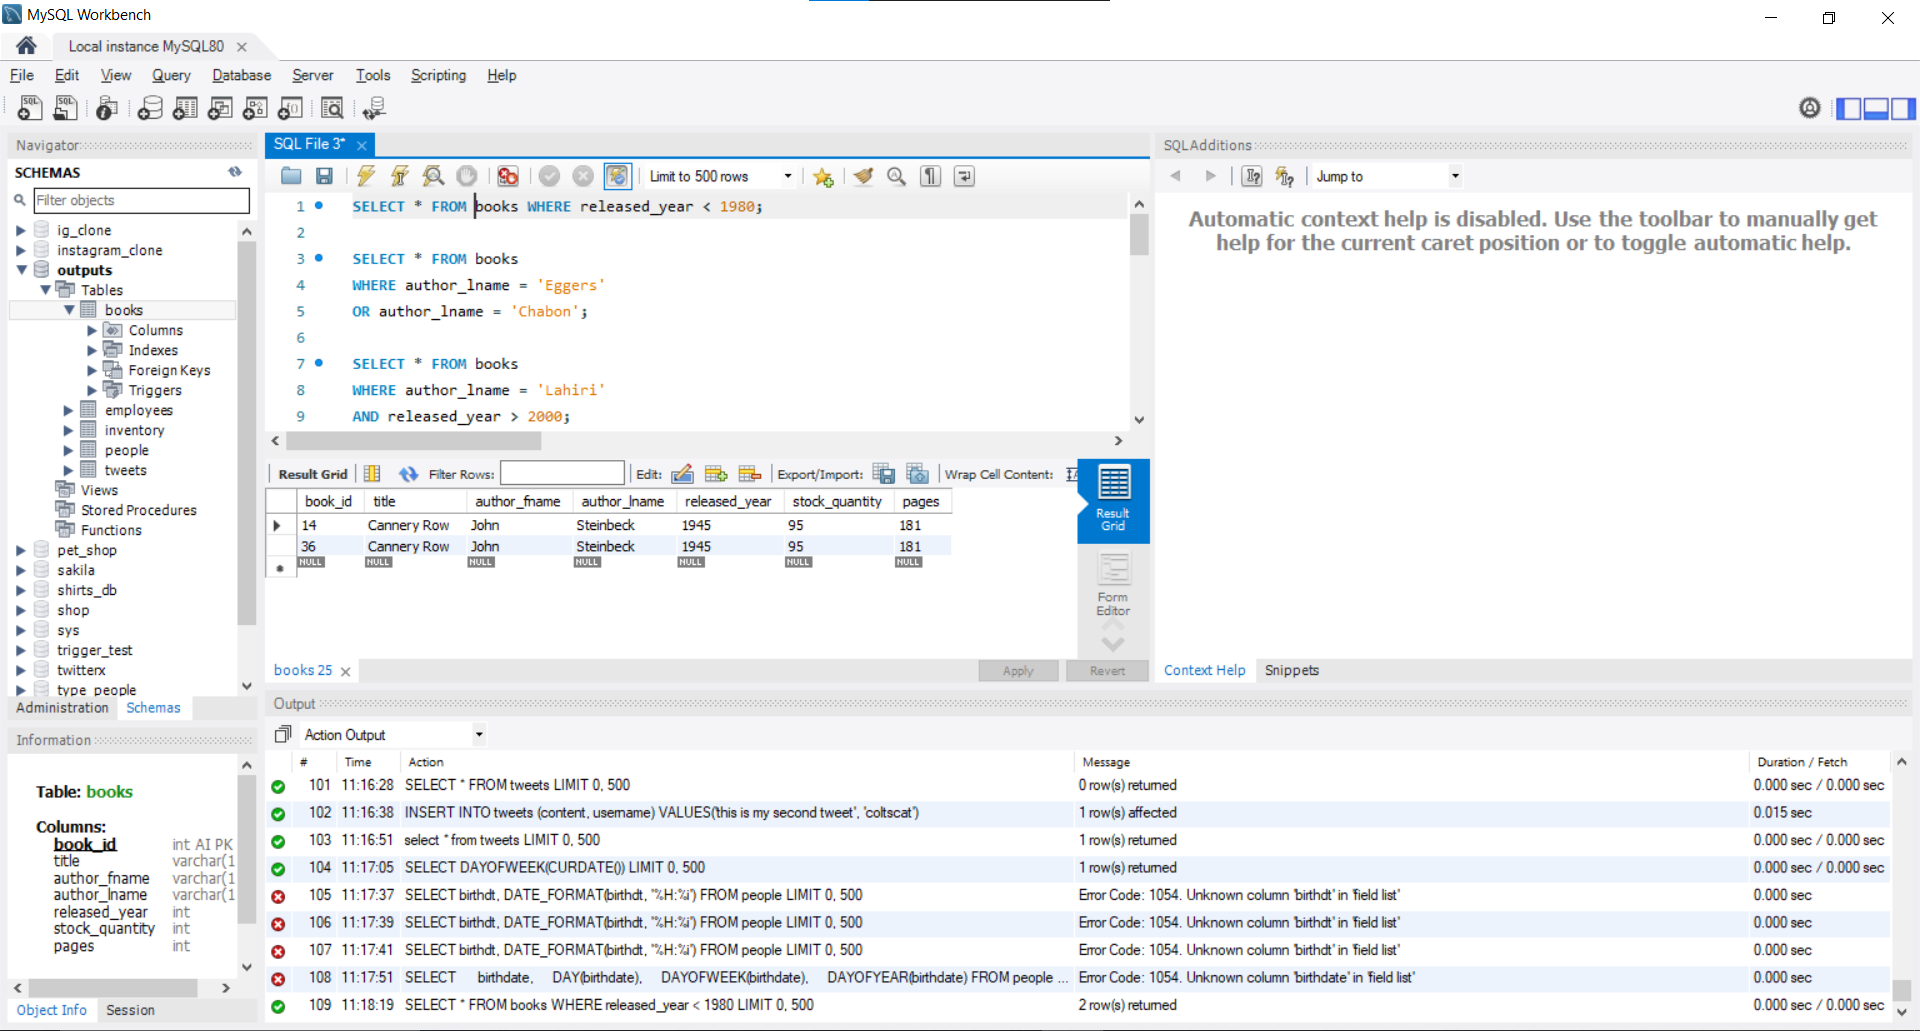 MySQL Workbench
Local instance MySQL80
File Edit View Query Database Server Tools Scripting Help
Navigator
SCHEMAS
Filter objects
ig_clone
instagram_clone
outputs
Tables
books
Columns
Indexes
Foreign Keys
Triggers
employees
inventory
people
tweets
Views
Stored Procedures
Functions
pet_shop
sakila
shirts_db
shop
sys
trigger_test
twitterx
type_people
Administration Schemas
Information
Table: books
Columns:
book_id int AI PK
title varchar(1
author_fname varchar(1
author_lname varchar(1
released_year int
stock_quantity int
pages int
Object Info Session
SQL File 3*
Limit to 500 rows
1 SELECT * FROM books WHERE released_year < 1980;
2
3 SELECT * FROM books
4 WHERE author_lname = 'Eggers'
5 OR author_lname = 'Chabon';
6
7 SELECT * FROM books
8 WHERE author_lname = 'Lahiri'
9 AND released_year > 2000;
Result Grid Filter Rows: Edit: Export/Import: Wrap Cell Content:
book_id title author_fname author_lname released_year stock_quantity pages
14 Cannery Row John Steinbeck 1945 95 181
36 Cannery Row John Steinbeck 1945 95 181
NULL NULL NULL NULL NULL NULL NULL
Result
Grid
Form
Editor
books 25
Apply Revert
SQLAdditions
Jump to
Automatic context help is disabled. Use the toolbar to manually get
help for the current caret position or to toggle automatic help.
Context Help Snippets
Output
Action Output
# Time Action Message Duration / Fetch
101 11:16:28 SELECT * FROM tweets LIMIT 0, 500 0 row(s) returned 0.000 sec / 0.000 sec
102 11:16:38 INSERT INTO tweets (content, username) VALUES('this is my second tweet', 'coltscat') 1 row(s) affected 0.015 sec
103 11:16:51 select * from tweets LIMIT 0, 500 1 row(s) returned 0.000 sec / 0.000 sec
104 11:17:05 SELECT DAYOFWEEK(CURDATE()) LIMIT 0, 500 1 row(s) returned 0.000 sec / 0.000 sec
105 11:17:37 SELECT birthdt, DATE_FORMAT(birthdt, '%H:%i') FROM people LIMIT 0, 500 Error Code: 1054. Unknown column 'birthdt' in 'field list' 0.000 sec
106 11:17:39 SELECT birthdt, DATE_FORMAT(birthdt, '%H:%i') FROM people LIMIT 0, 500 Error Code: 1054. Unknown column 'birthdt' in 'field list' 0.000 sec
107 11:17:41 SELECT birthdt, DATE_FORMAT(birthdt, '%H:%i') FROM people LIMIT 0, 500 Error Code: 1054. Unknown column 'birthdt' in 'field list' 0.000 sec
108 11:17:51 SELECT birthdate, DAY(birthdate), DAYOFWEEK(birthdate), DAYOFYEAR(birthdate) FROM people ... Error Code: 1054. Unknown column 'birthdate' in 'field list' 0.000 sec
109 11:18:19 SELECT * FROM books WHERE released_year < 1980 LIMIT 0, 500 2 row(s) returned 0.000 sec / 0.000 sec